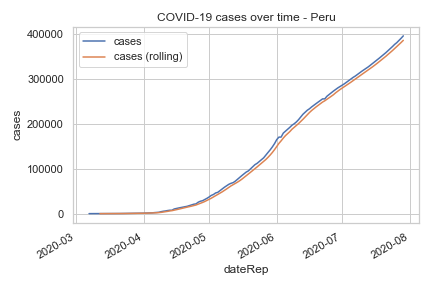 COVID-19 cases over time - Peru
cases
cases (rolling)
400000
300000
200000
100000
0
cases
2020-03
2020-04
2020-05
2020-06
2020-07
2020-08
dateRep